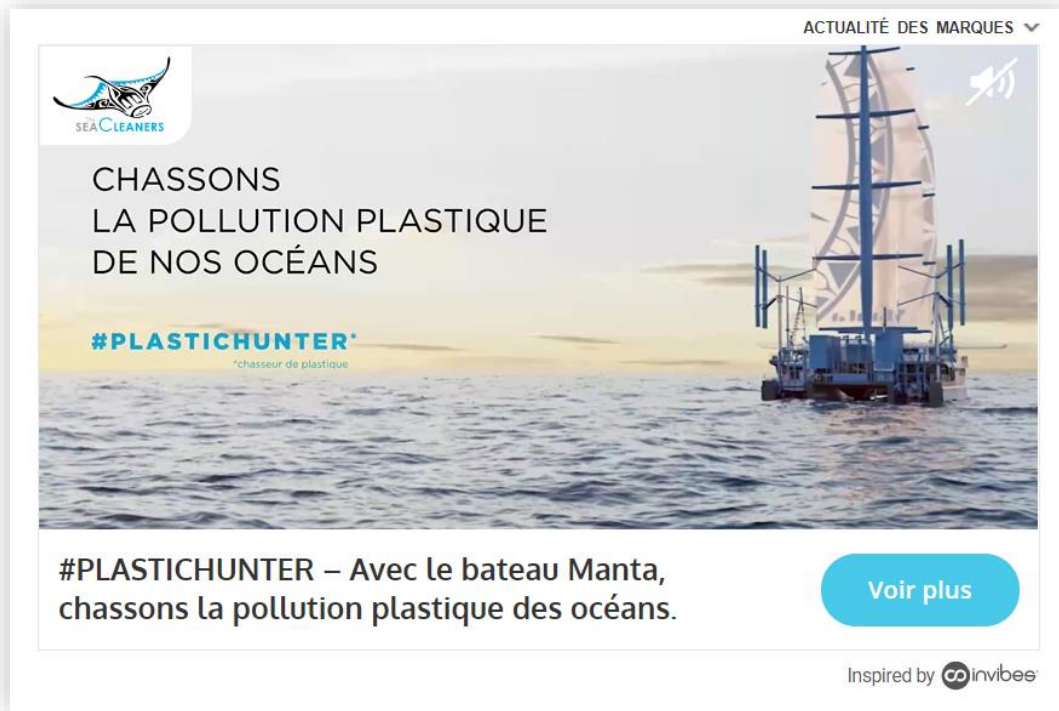 ACTUALITÉ DES MARQUES
THE
SEACLEANERS
CHASSONS
LA POLLUTION PLASTIQUE
DE NOS OCÉANS
#PLASTICHUNTER*
*chasseur de plastique
#PLASTICHUNTER – Avec le bateau Manta,
chassons la pollution plastique des océans.
Voir plus
Inspired by invibes